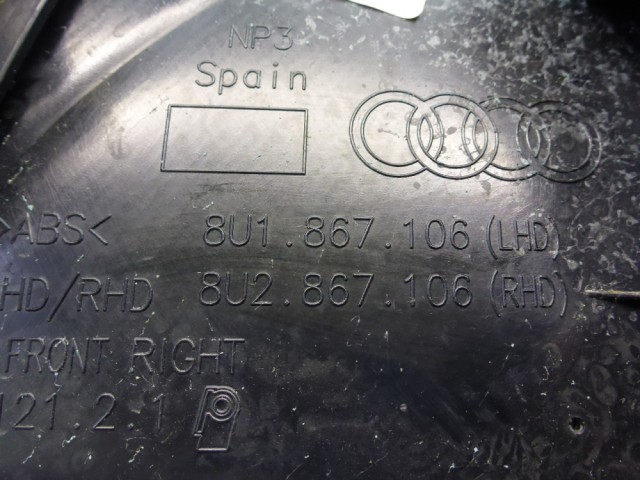 NP3
Spain
>ABS< 8U1.867.106 (LHD)
HD/RHD 8U2.867.106 (RHD)
FRONT RIGHT
121.2.1